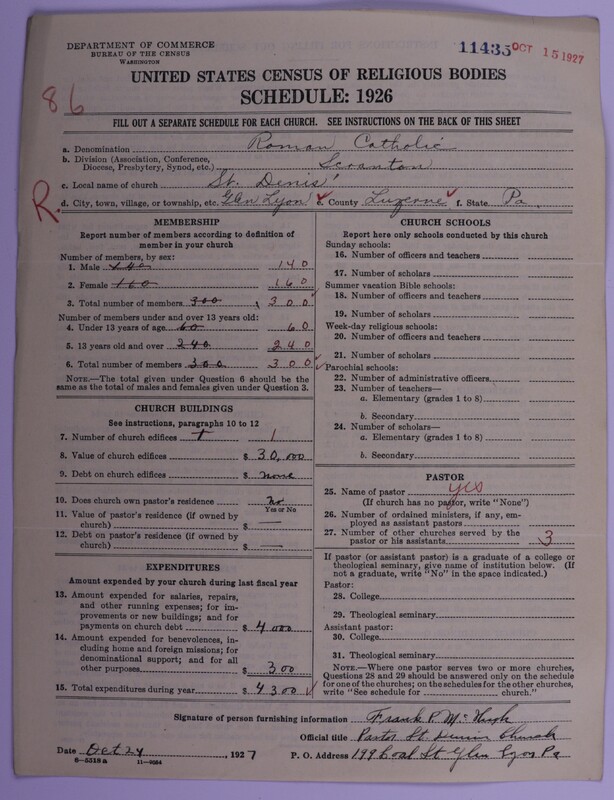 DEPARTMENT OF COMMERCE
BUREAU OF THE CENSUS
WASHINGTON
11435 OCT 15 1927
UNITED STATES CENSUS OF RELIGIOUS BODIES
SCHEDULE: 1926
86
FILL OUT A SEPARATE SCHEDULE FOR EACH CHURCH. SEE INSTRUCTIONS ON THE BACK OF THIS SHEET
a. Denomination Roman Catholic
b. Division (Association, Conference,
Diocese, Presbytery, Synod, etc.) Scranton
c. Local name of church St. Denis'
R
d. City, town, village, or township, etc. Glen Lyon e. County Luzerne f. State Pa.
MEMBERSHIP
Report number of members according to definition of
member in your church
Number of members, by sex:
1. Male 140 140
2. Female 160 160
3. Total number of members 300 300
Number of members under and over 13 years old:
4. Under 13 years of age 60 60
5. 13 years old and over 240 240
6. Total number of members 300 300
NOTE.—The total given under Question 6 should be
same as the total of males and females given under Question 3.
CHURCH BUILDINGS
See instructions, paragraphs 10 to 12
7. Number of church edifices 1 1
8. Value of church edifices $ 30,000
9. Debt on church edifices $ none
10. Does church own pastor's residence no
Yes or No
11. Value of pastor's residence (if owned by
church) $ —
12. Debt on pastor's residence (if owned by
church) $ —
EXPENDITURES
Amount expended by your church during last fiscal year
13. Amount expended for salaries, repairs,
and other running expenses; for im-
provements or new buildings; and for
payments on church debt $ 4000
14. Amount expended for benevolences, in-
cluding home and foreign missions; for
denominational support; and for all
other purposes $ 300
15. Total expenditures during year $ 4300
CHURCH SCHOOLS
Report here only schools conducted by this church
Sunday schools:
16. Number of officers and teachers
17. Number of scholars
Summer vacation Bible schools:
18. Number of officers and teachers
19. Number of scholars
Week-day religious schools:
20. Number of officers and teachers
21. Number of scholars
Parochial schools:
22. Number of administrative officers
23. Number of teachers—
a. Elementary (grades 1 to 8)
b. Secondary
24. Number of scholars—
a. Elementary (grades 1 to 8)
b. Secondary
PASTOR
25. Name of pastor yes
(If church has no pastor, write "None")
26. Number of ordained ministers, if any, em-
ployed as assistant pastors
27. Number of other churches served by the
pastor or his assistants 3
If pastor (or assistant pastor) is a graduate of a college or
theological seminary, give name of institution below. (If
not a graduate, write "No" in the space indicated.)
Pastor:
28. College
29. Theological seminary
Assistant pastor:
30. College
31. Theological seminary
NOTE.—Where one pastor serves two or more churches,
Questions 28 and 29 should be answered only on the schedule
for one of the churches; on the schedules for the other churches,
write "See schedule for church."
Signature of person furnishing information Frank P. McHugh
Official title Pastor St. Denis Church
Date Oct 24, 1927 P. O. Address 199 Coal St Glen Lyon Pa
6—5518a 11—9064